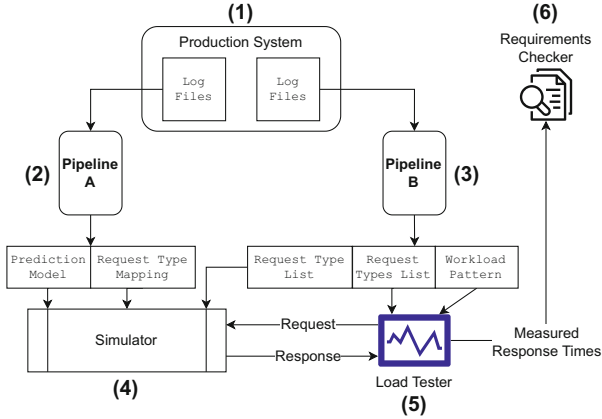 (1)
(6)
Production System
Requirements
Checker
Log
Files
Log
Files
(2)
Pipeline
A
Pipeline
B
(3)
Prediction
Model
Request Type
Mapping
Request Type
List
Request
Types List
Workload
Pattern
Simulator
Request
Response
Measured
Response Times
(4)
Load Tester
(5)